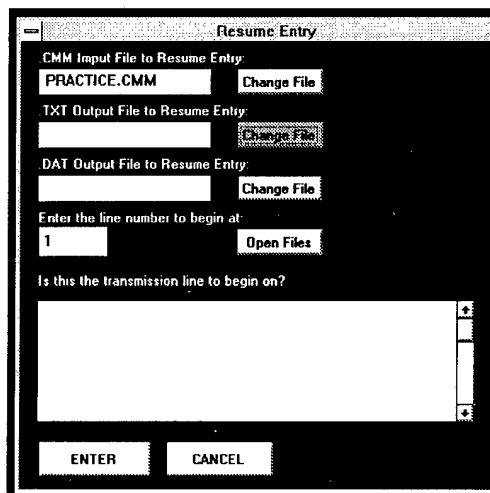 Resume Entry
.CMM Imput File to Resume Entry:
PRACTICE.CMM Change File
.TXT Output File to Resume Entry:
Change File
.DAT Output File to Resume Entry:
Change File
Enter the line number to begin at:
1 Open Files
Is this the transmission line to begin on?
ENTER CANCEL